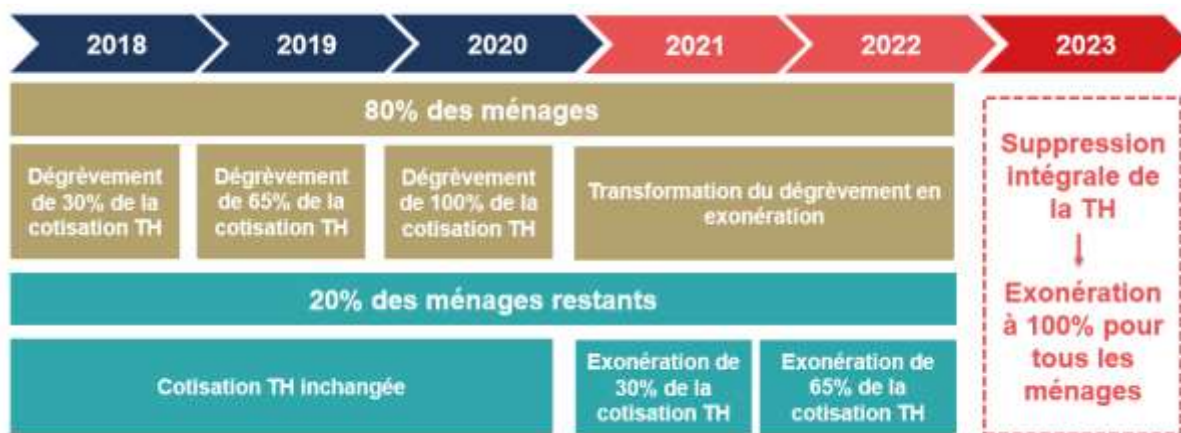 2018
2019
2020
2021
2022
2023
80% des ménages
Dégrèvement
de 30% de la
cotisation TH
Dégrèvement
de 65% de la
cotisation TH
Dégrèvement
de 100% de la
cotisation TH
Transformation du dégrèvement en
exonération
20% des ménages restants
Cotisation TH inchangée
Exonération de
30% de la
cotisation TH
Exonération de
65% de la
cotisation TH
Suppression
intégrale de
la TH
Exonération
à 100% pour
tous les
ménages